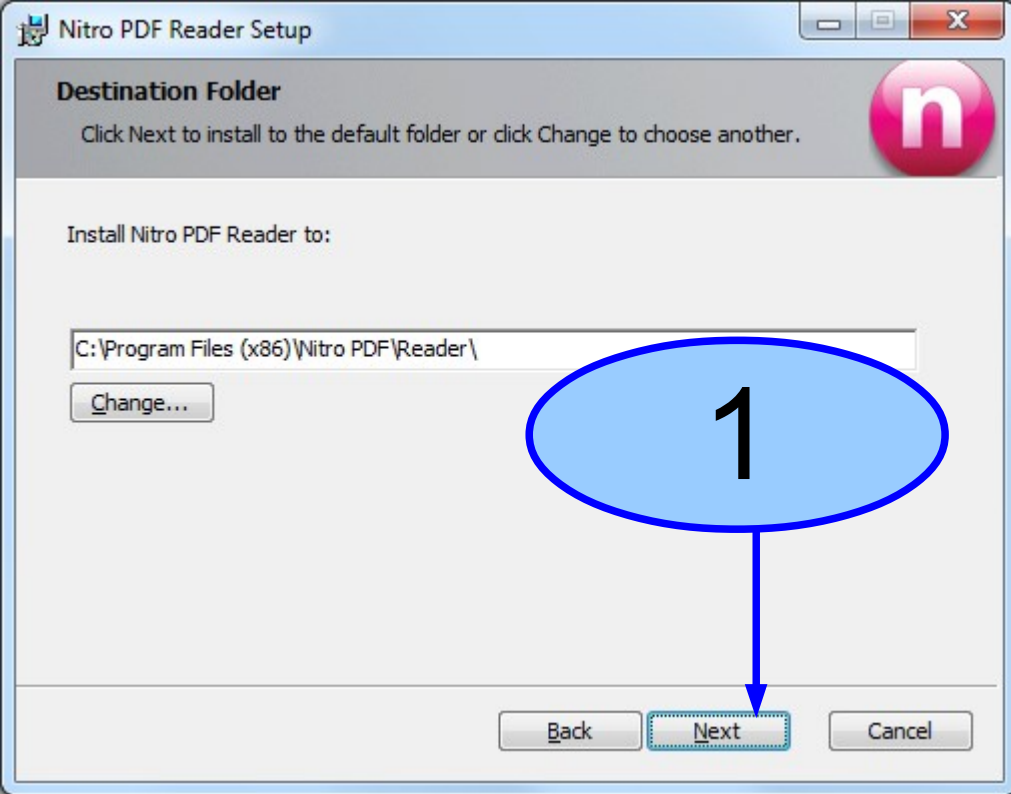 Nitro PDF Reader Setup
Destination Folder
Click Next to install to the default folder or click Change to choose another.
n
Install Nitro PDF Reader to:
C:\Program Files (x86)\Nitro PDF\Reader\
Change...
1
Back Next Cancel